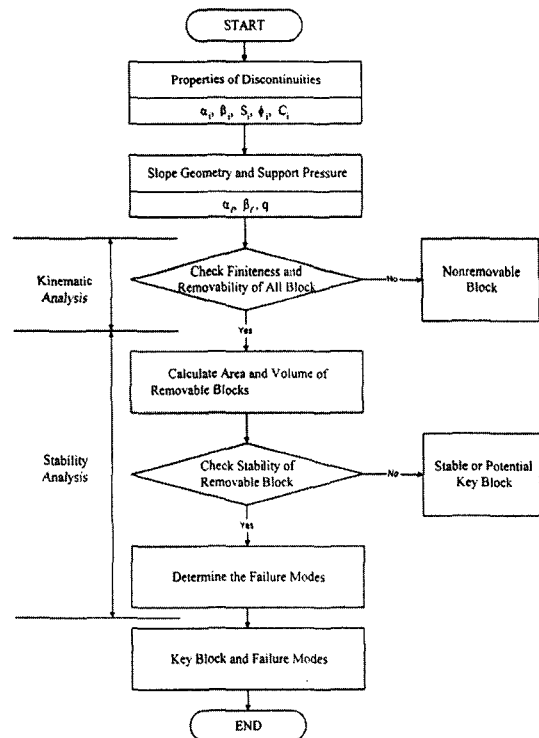 START
Properties of Discontinuities
αᵢ, βᵢ, Sᵢ, ϕᵢ, Cᵢ
Slope Geometry and Support Pressure
α_f, β_f, q
Kinematic
Analysis
Check Finiteness and
Removability of All Block
No
Nonremovable
Block
Yes
Calculate Area and Volume of
Removable Blocks
Stability
Analysis
Check Stability of
Removable Block
No
Stable or Potential
Key Block
Yes
Determine the Failure Modes
Key Block and Failure Modes
END